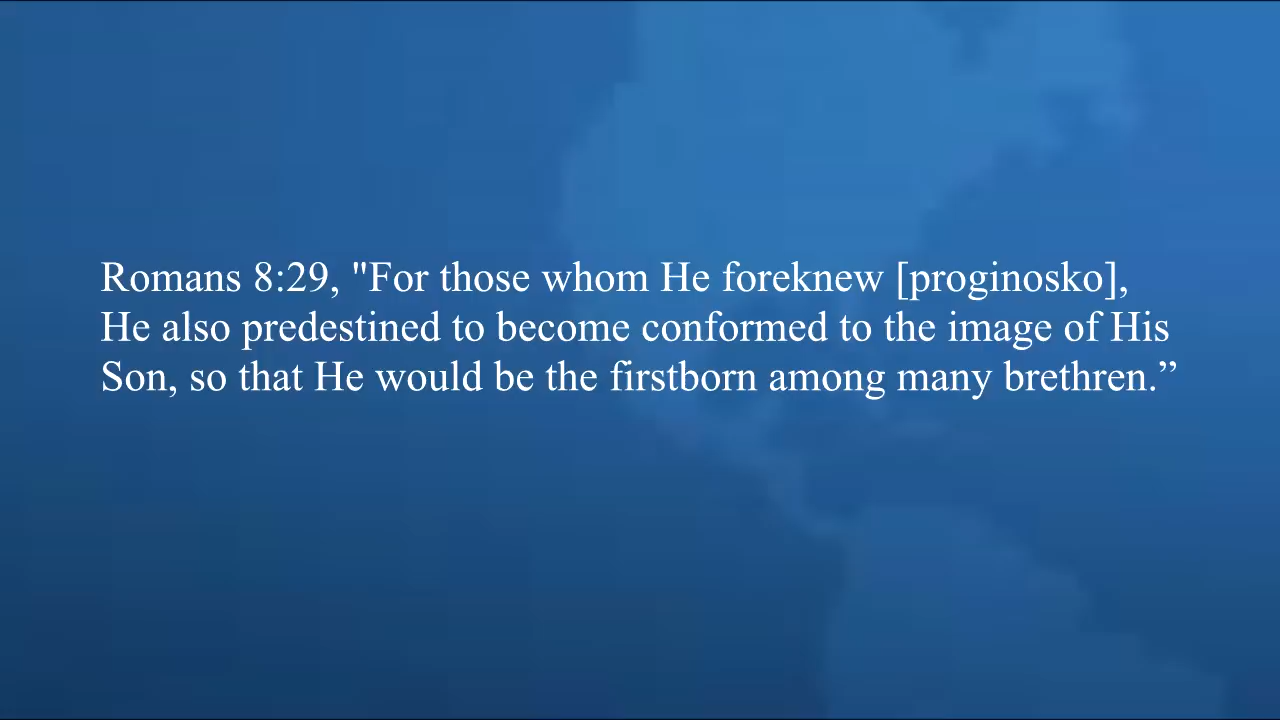 Romans 8:29, "For those whom He foreknew [proginosko],
He also predestined to become conformed to the image of His
Son, so that He would be the firstborn among many brethren.”